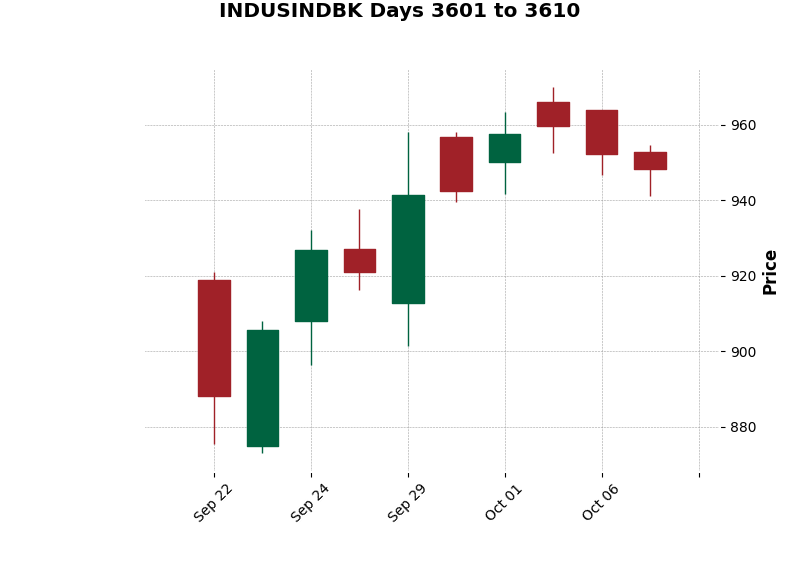 INDUSINDBK Days 3601 to 3610
960
940
920
900
880
Price
Sep 22
Sep 24
Sep 29
Oct 01
Oct 06